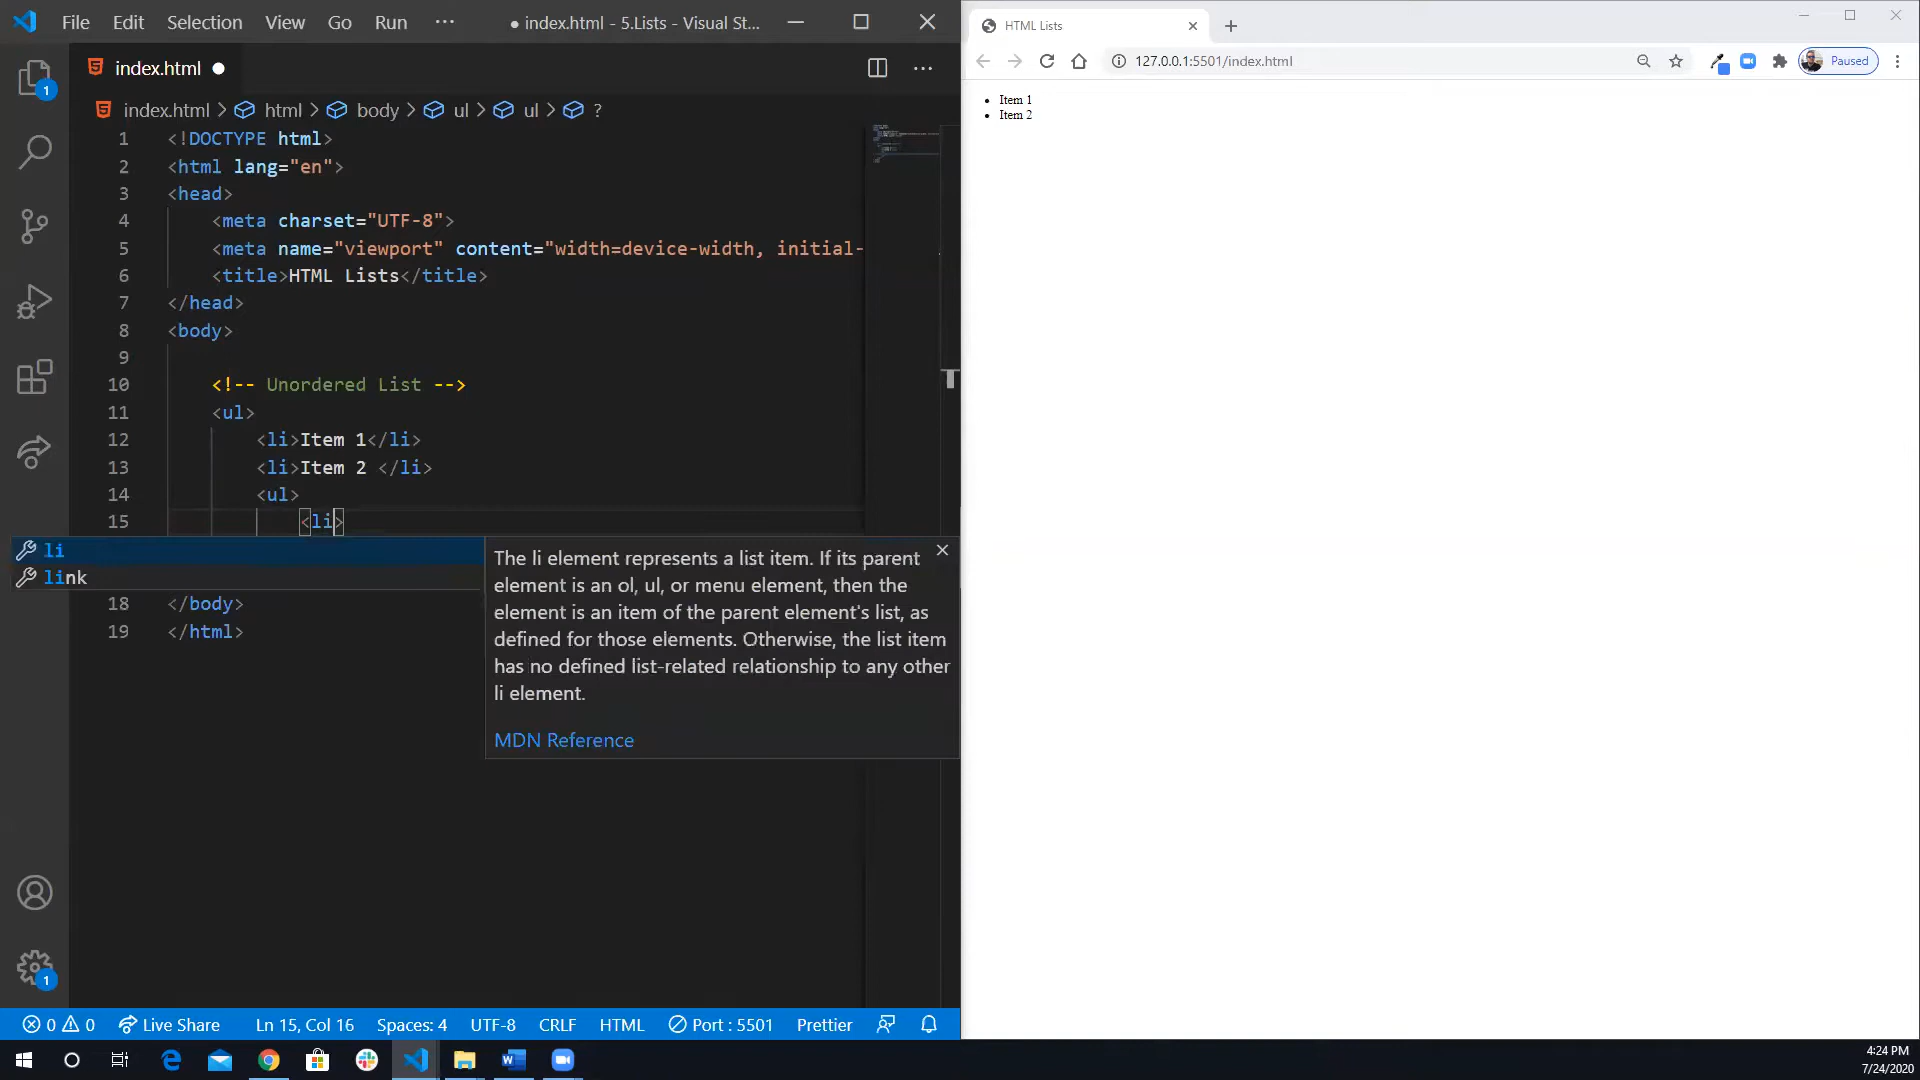 File Edit Selection View Go Run ··· ● index.html - 5.Lists - Visual St...
index.html ●
index.html > html > body > ul > ul > ?
1 <!DOCTYPE html>
2 <html lang="en">
3 <head>
4 <meta charset="UTF-8">
5 <meta name="viewport" content="width=device-width, initial-
6 <title>HTML Lists</title>
7 </head>
8 <body>
9
10 <!-- Unordered List -->
11 <ul>
12 <li>Item 1</li>
13 <li>Item 2 </li>
14 <ul>
15 <li>
li
link
18 </body>
19 </html>
The li element represents a list item. If its parent
element is an ol, ul, or menu element, then the
element is an item of the parent element's list, as
defined for those elements. Otherwise, the list item
has no defined list-related relationship to any other
li element.
MDN Reference
1
1
0 0 Live Share Ln 15, Col 16 Spaces: 4 UTF-8 CRLF HTML Port : 5501 Prettier
HTML Lists
127.0.0.1:5501/index.html
Paused
• Item 1
• Item 2
4:24 PM
7/24/2020